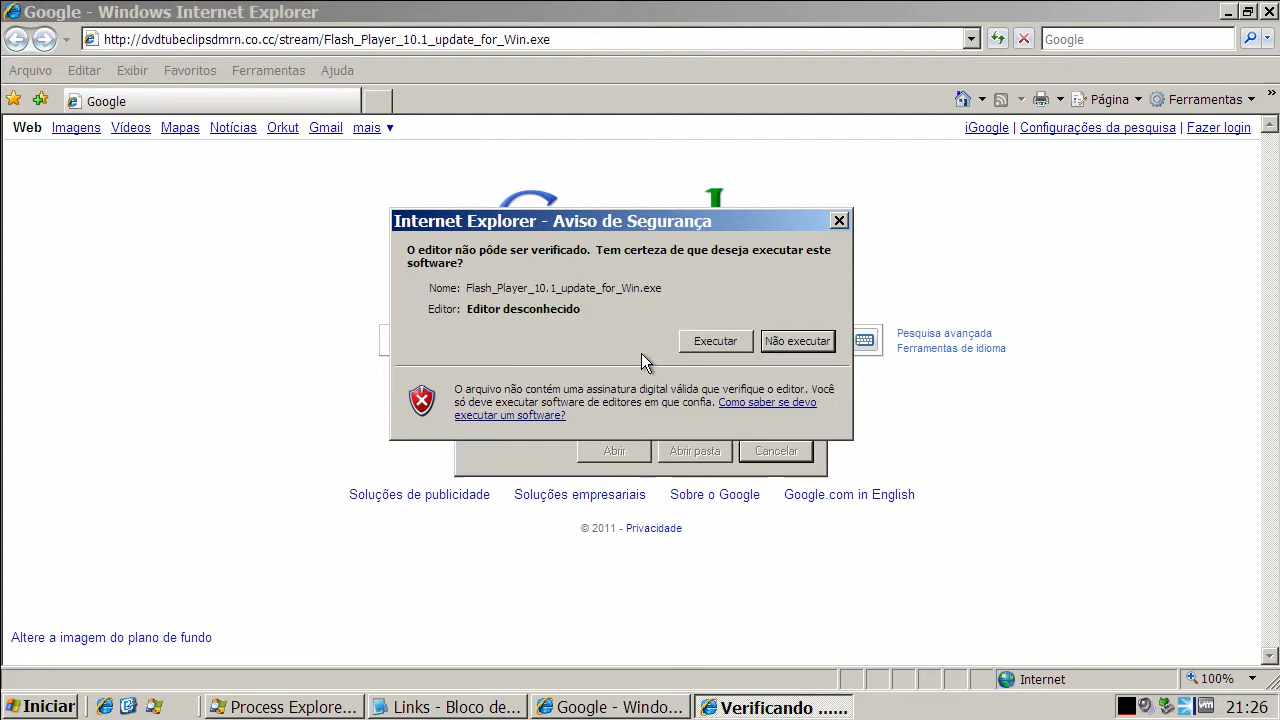 Google - Windows Internet Explorer
http://dvdtubeclipsdmrn.co.cc/stream/Flash_Player_10.1_update_for_Win.exe
Google
Arquivo Editar Exibir Favoritos Ferramentas Ajuda
Google
Página Ferramentas »
Web Imagens Vídeos Mapas Notícias Orkut Gmail mais ▼
iGoogle | Configurações da pesquisa | Fazer login
Internet Explorer - Aviso de Segurança
O editor não pôde ser verificado. Tem certeza de que deseja executar este
software?
Nome: Flash_Player_10.1_update_for_Win.exe
Editor: Editor desconhecido
Executar Não executar
Pesquisa avançada
Ferramentas de idioma
O arquivo não contém uma assinatura digital válida que verifique o editor. Você
só deve executar software de editores em que confia. Como saber se devo
executar um software?
Abrir Abrir pasta Cancelar
Soluções de publicidade Soluções empresariais Sobre o Google Google.com in English
© 2011 - Privacidade
Altere a imagem do plano de fundo
Internet 100%
Iniciar Process Explore... Links - Bloco de... Google - Windo... Verificando ...... 21:26